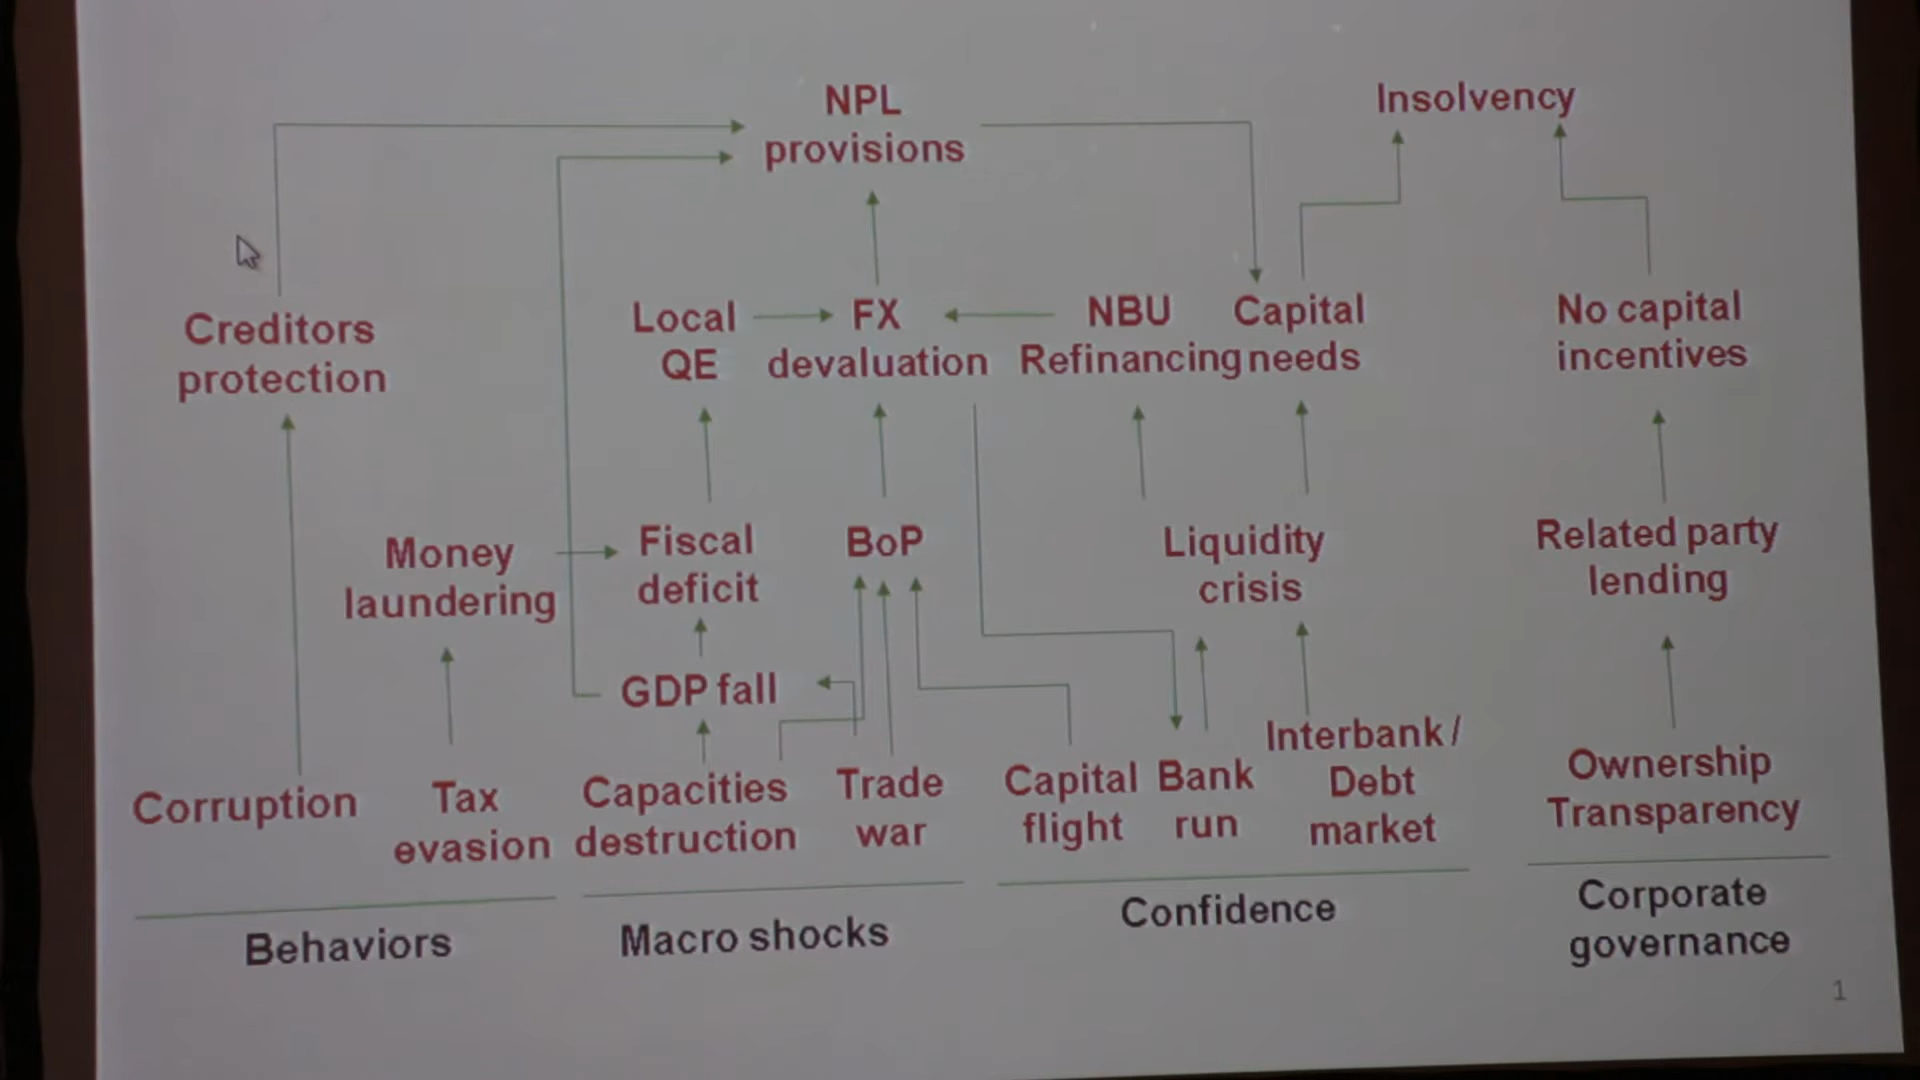 NPL
provisions
Insolvency
Creditors
protection
Local
QE
FX
devaluation
NBU
Refinancing
Capital
needs
No capital
incentives
Money
laundering
Fiscal
deficit
BoP
Liquidity
crisis
Related party
lending
GDP fall
Corruption
Tax
evasion
Capacities
destruction
Trade
war
Capital
flight
Bank
run
Interbank/
Debt
market
Ownership
Transparency
Behaviors
Macro shocks
Confidence
Corporate
governance
1